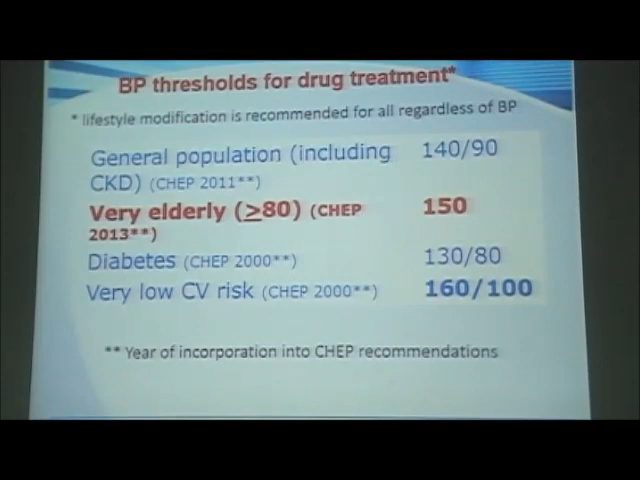 BP thresholds for drug treatment*
* lifestyle modification is recommended for all regardless of BP
General population (including 140/90
CKD) (CHEP 2011**)
Very elderly (≥80) (CHEP 150
2013**)
Diabetes (CHEP 2000**) 130/80
Very low CV risk (CHEP 2000**) 160/100
** Year of incorporation into CHEP recommendations